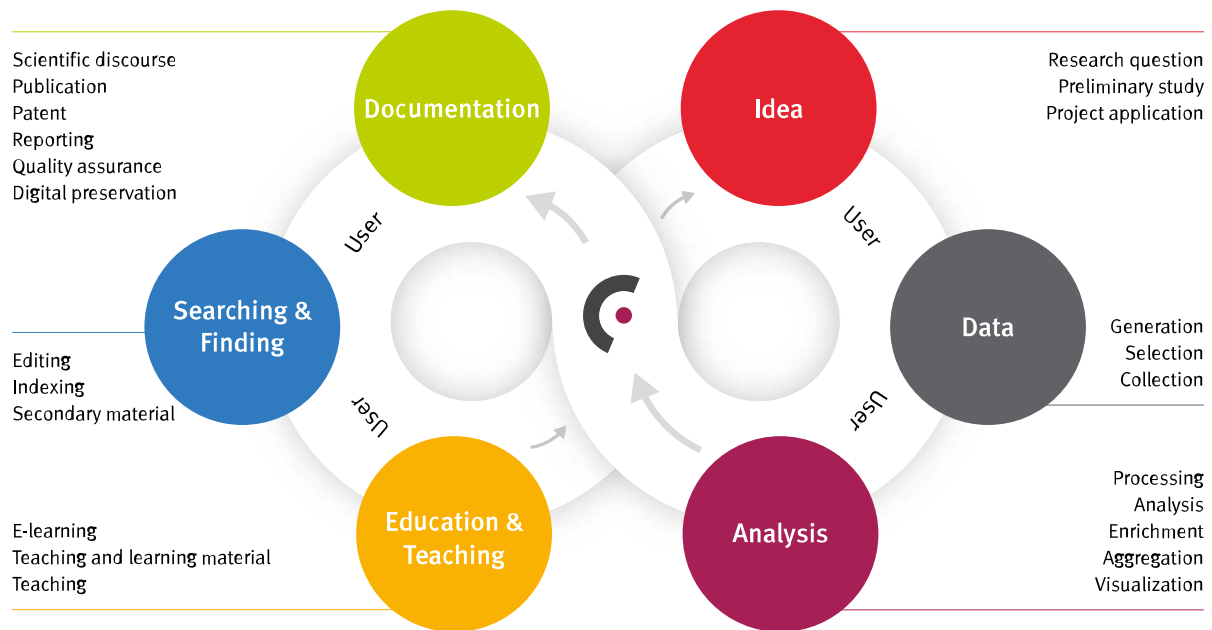 Scientific discourse
Publication
Patent
Reporting
Quality assurance
Digital preservation
Documentation
Idea
Research question
Preliminary study
Project application
User
User
Searching &
Finding
Data
Editing
Indexing
Secondary material
Generation
Selection
Collection
User
User
E-learning
Teaching and learning material
Teaching
Education &
Teaching
Analysis
Processing
Analysis
Enrichment
Aggregation
Visualization